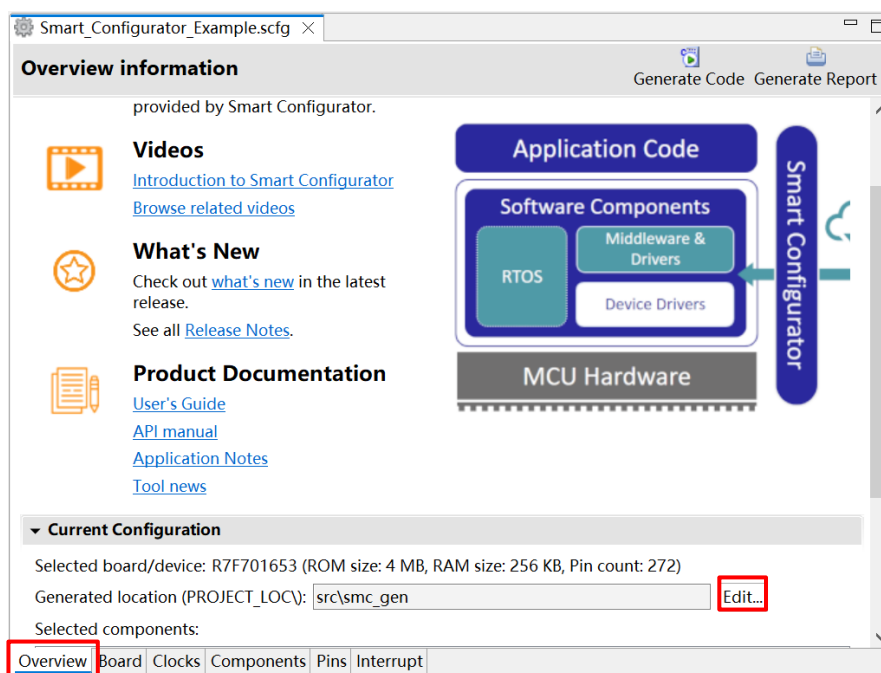 Smart_Configurator_Example.scfg
Overview information
Generate Code
Generate Report
provided by Smart Configurator.
Videos
Introduction to Smart Configurator
Browse related videos
What's New
Check out what's new in the latest
release.
See all Release Notes.
Product Documentation
User's Guide
API manual
Application Notes
Tool news
Application Code
Software Components
RTOS
Middleware &
Drivers
Device Drivers
MCU Hardware
Smart Configurator
Current Configuration
Selected board/device: R7F701653 (ROM size: 4 MB, RAM size: 256 KB, Pin count: 272)
Generated location (PROJECT_LOC\): src\smc_gen Edit...
Selected components:
Overview Board Clocks Components Pins Interrupt